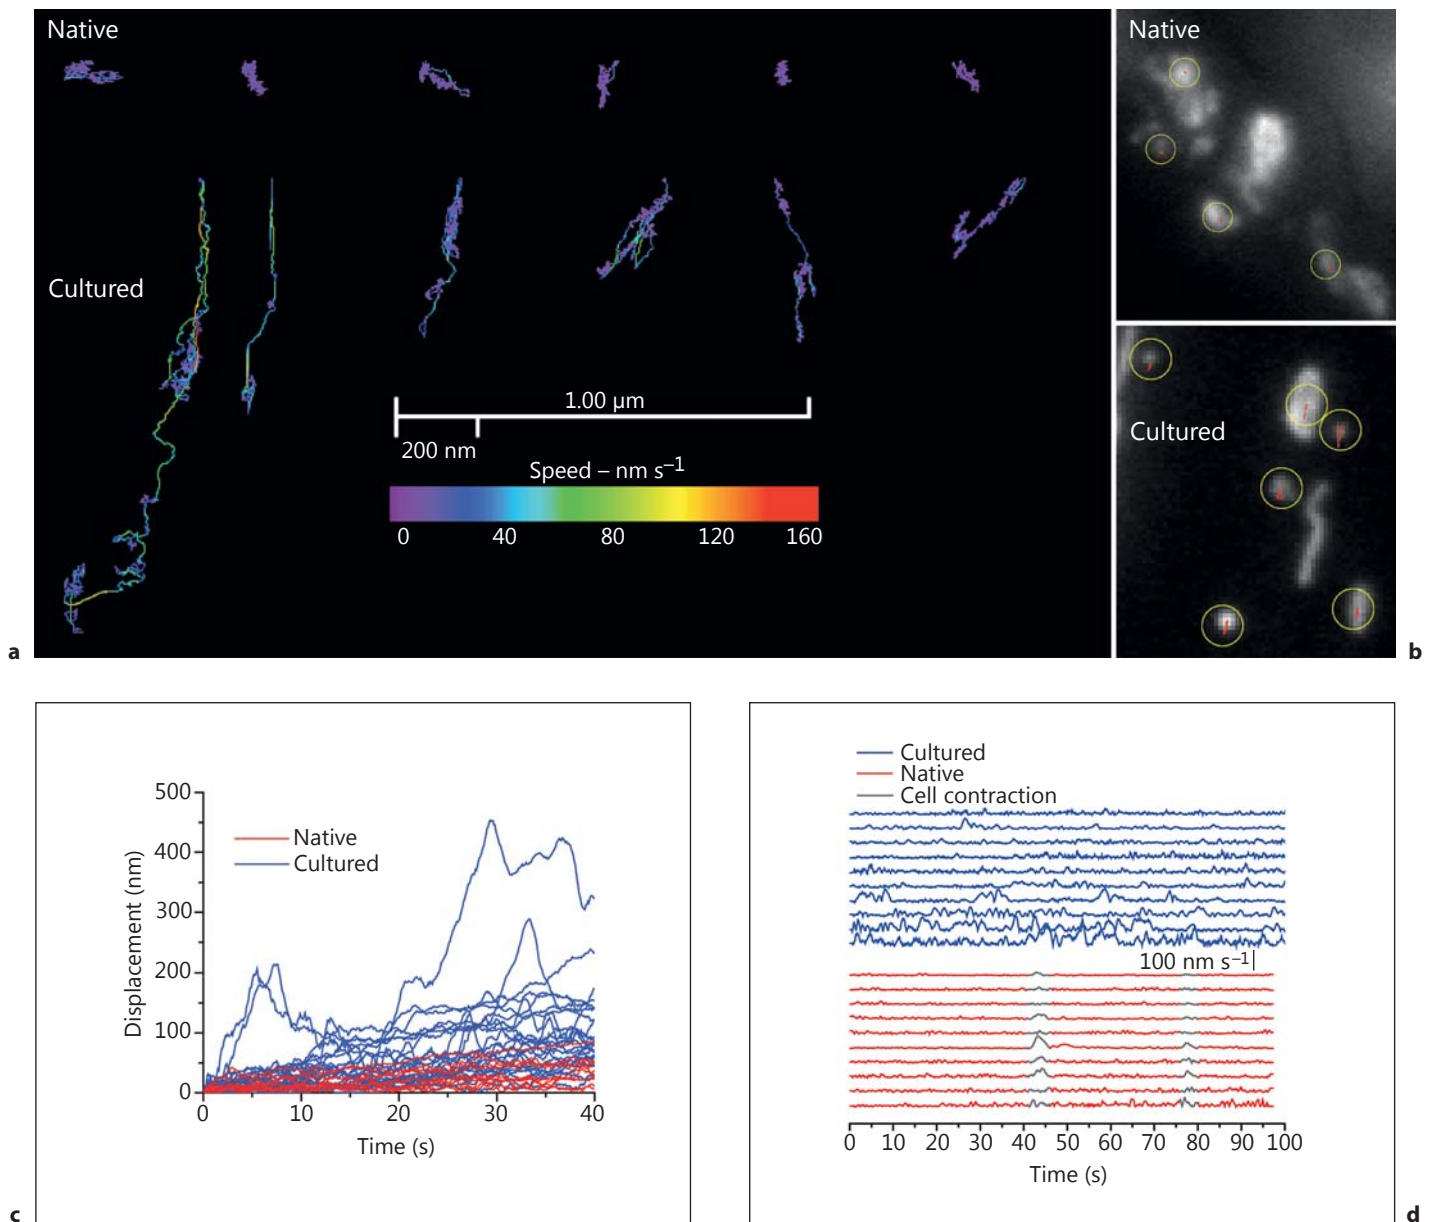 Native
Cultured
1.00 µm
200 nm
Speed – nm s⁻¹
0 40 80 120 160
a
Native
Cultured
b
500
400
300
200
100
0
Displacement (nm)
Native
Cultured
0 10 20 30 40
Time (s)
c
Cultured
Native
Cell contraction
100 nm s⁻¹
0 10 20 30 40 50 60 70 80 90 100
Time (s)
d